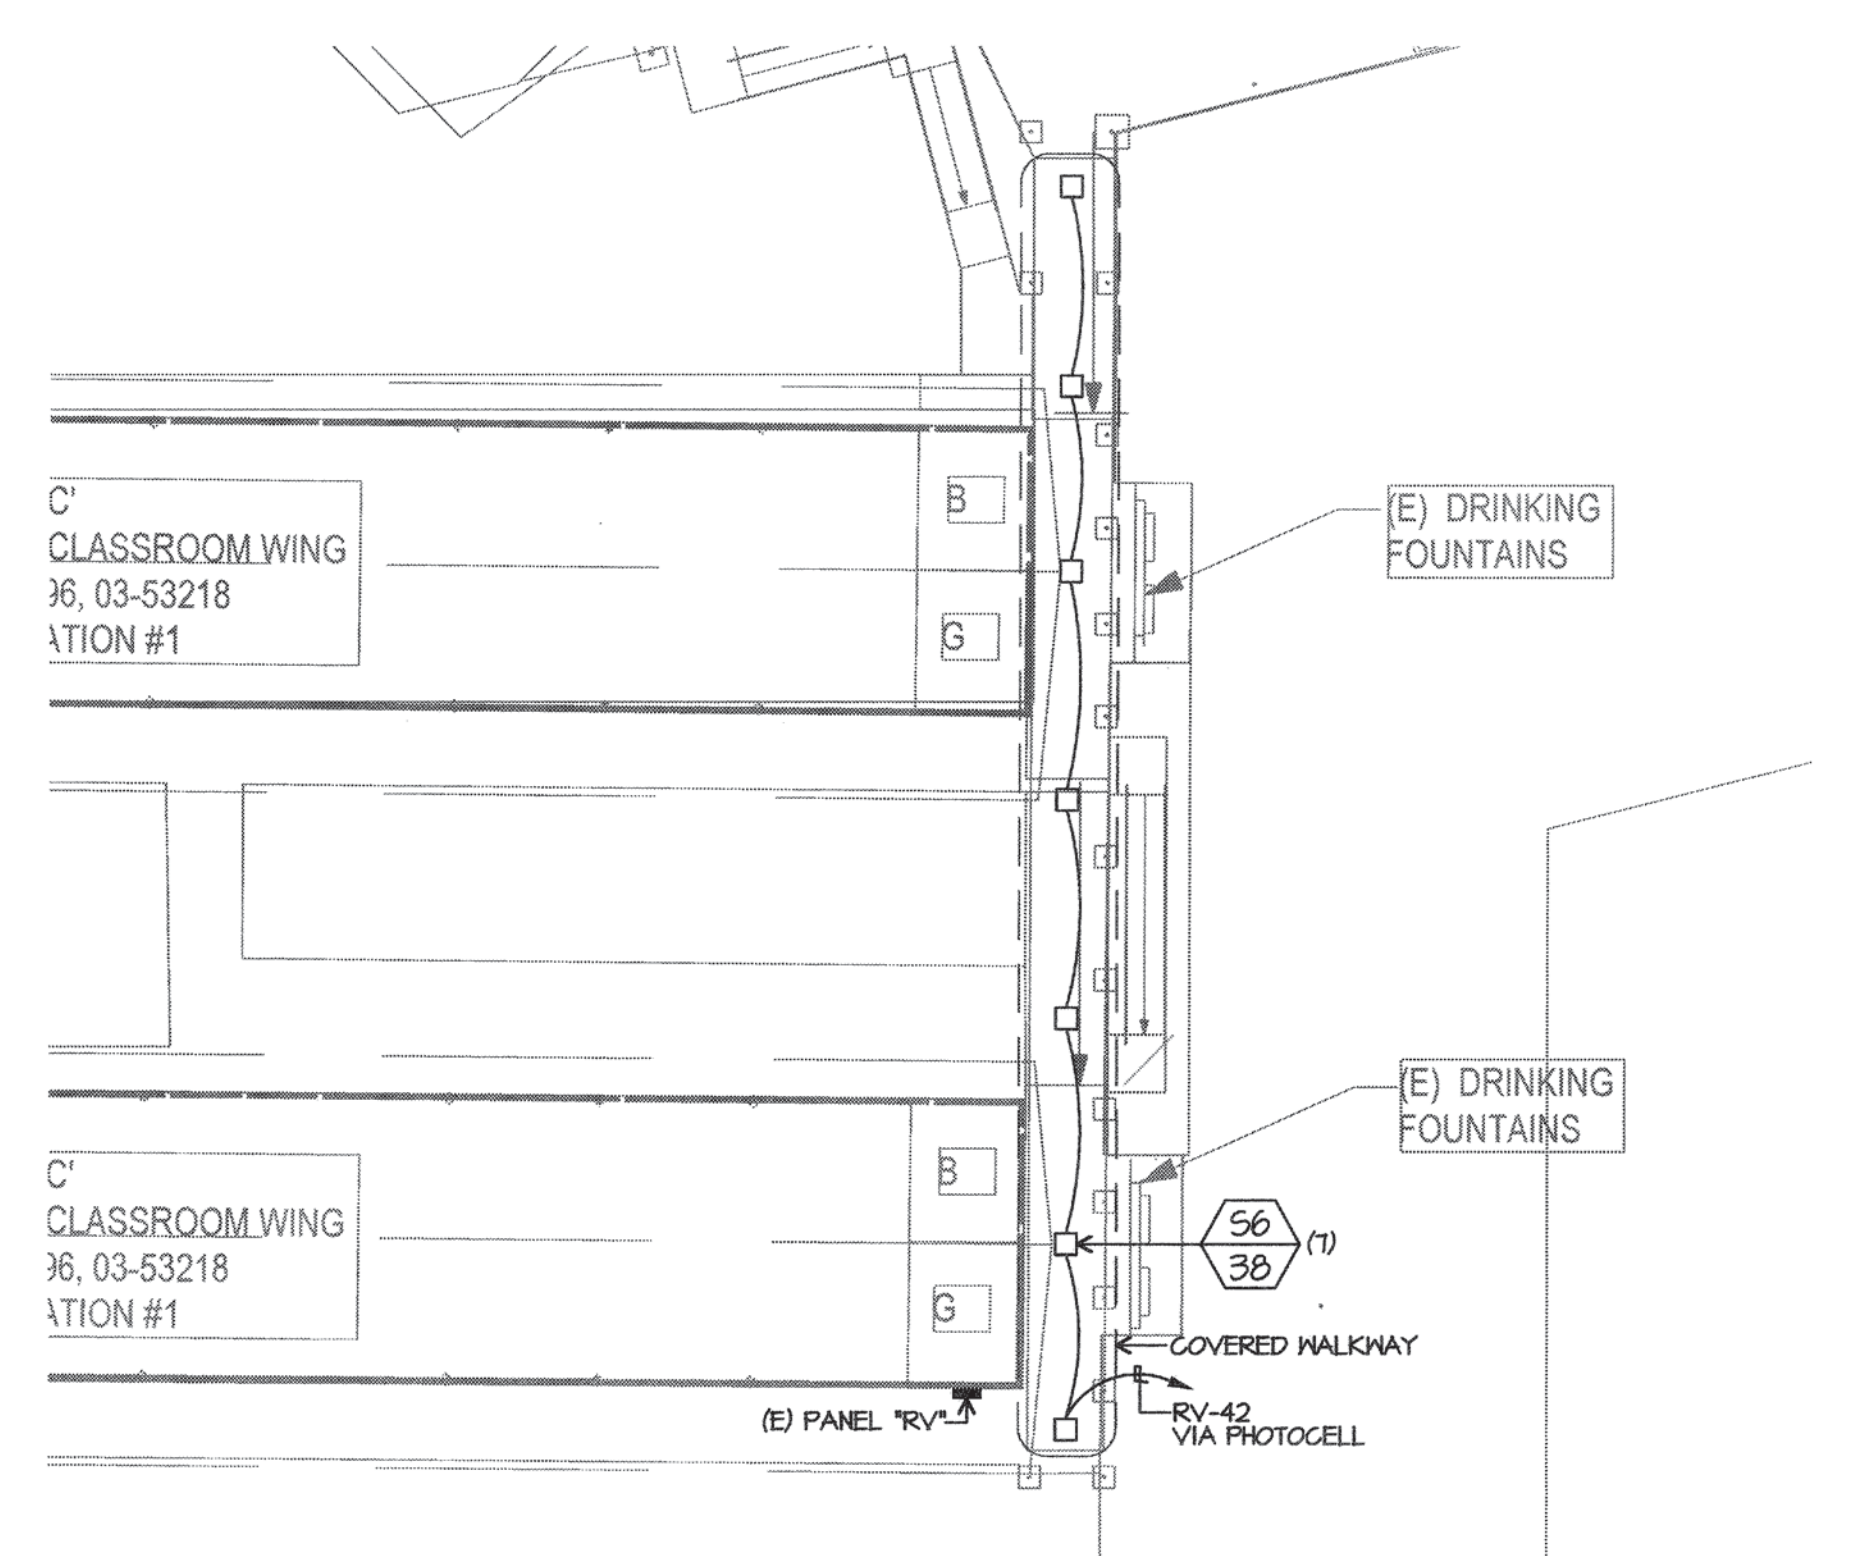 C'
CLASSROOM WING
96, 03-53218
ATION #1
B
G
(E) DRINKING
FOUNTAINS
(E) DRINKING
FOUNTAINS
C'
CLASSROOM WING
96, 03-53218
ATION #1
B
G
S6
38
(7)
COVERED WALKWAY
(E) PANEL "RV"
RV-42
VIA PHOTOCELL